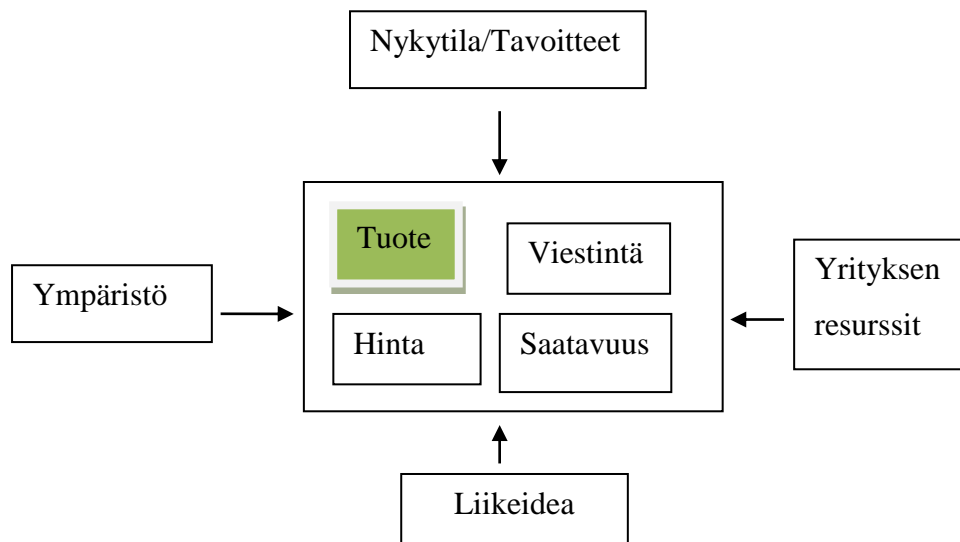 Nykytila/Tavoitteet
Tuote
Viestintä
Ympäristö
Yrityksen
resurssit
Hinta
Saatavuus
Liikeidea